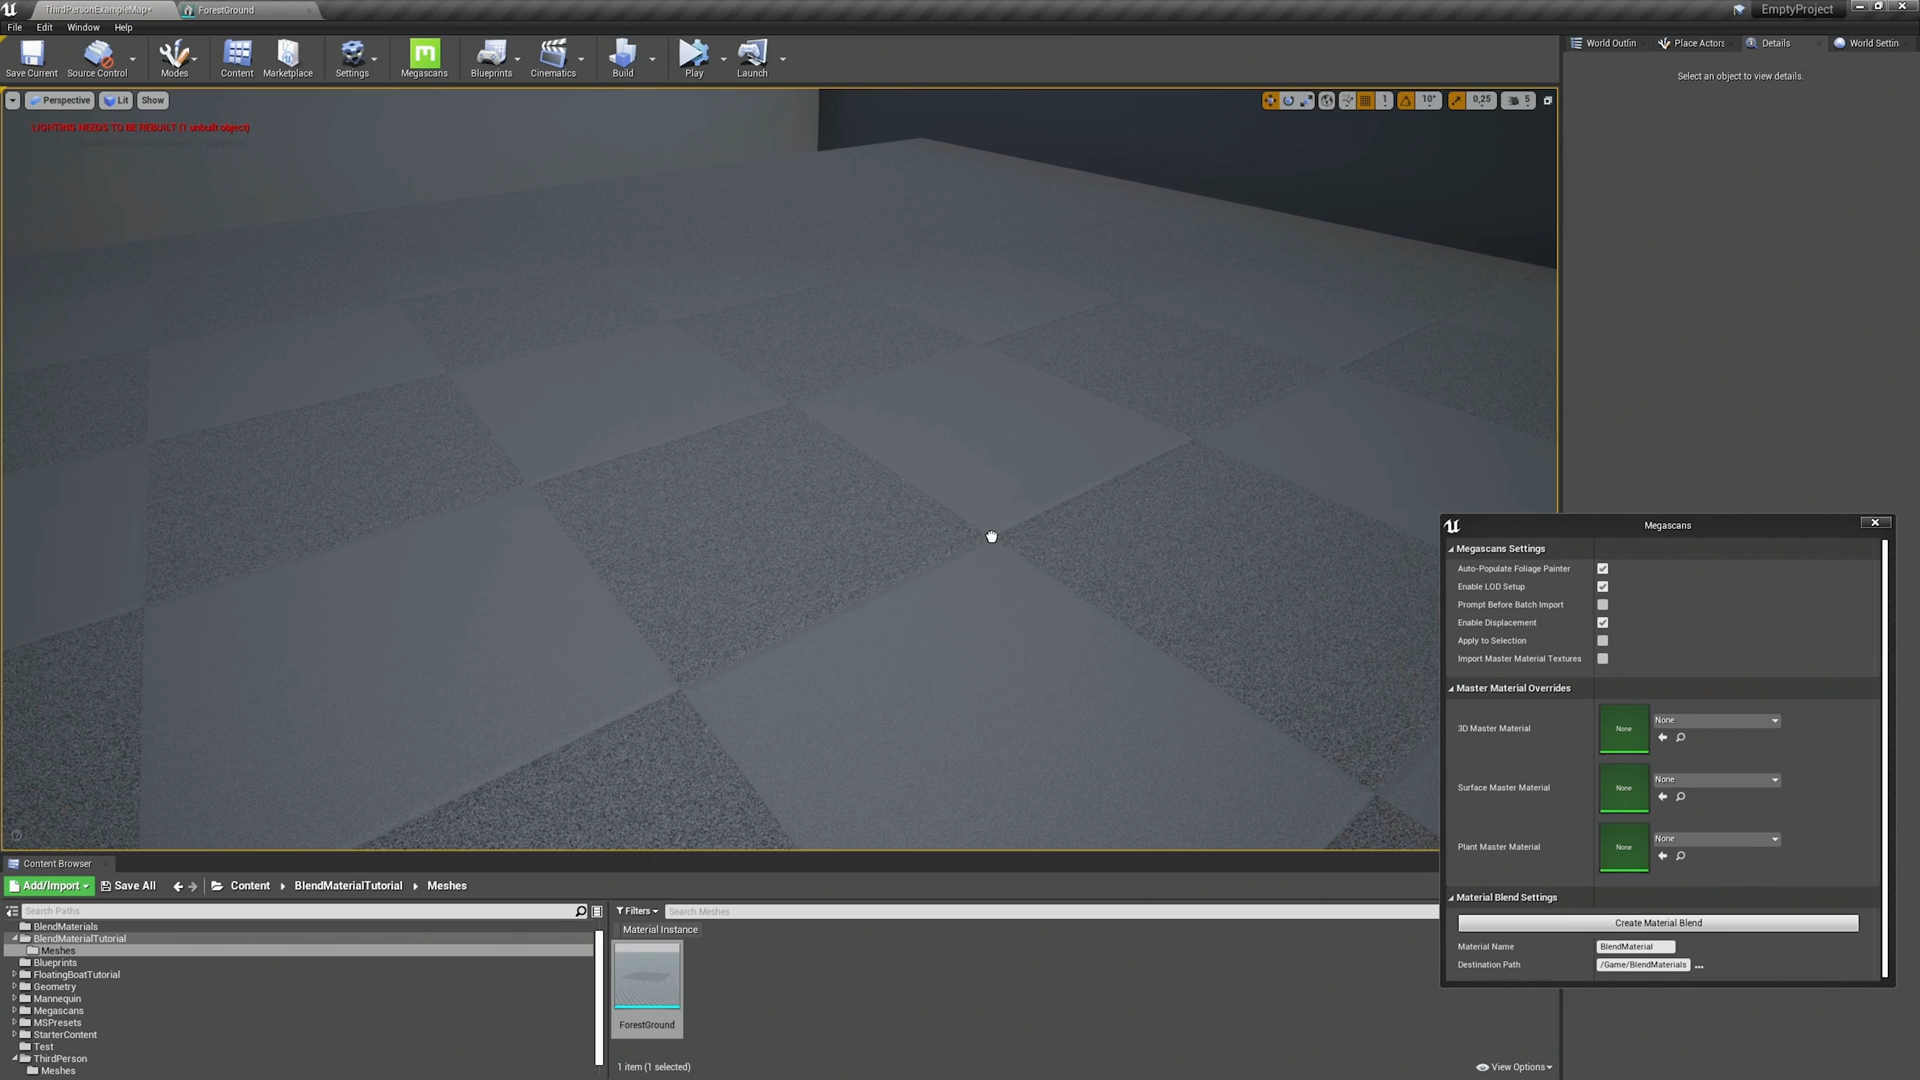 ThirdPersonExampleMap*
ForestGround
EmptyProject
File Edit Window Help
Save Current
Source Control
Modes
Content
Marketplace
Settings
Megascans
Blueprints
Cinematics
Build
Play
Launch
World Outlin
Place Actors
Details
World Settin
Select an object to view details.
Perspective
Lit
Show
1
10°
0,25
5
LIGHTING NEEDS TO BE REBUILT (1 unbuilt object)
Megascans
Megascans Settings
Auto-Populate Foliage Painter
Enable LOD Setup
Prompt Before Batch Import
Enable Displacement
Apply to Selection
Import Master Material Textures
Master Material Overrides
3D Master Material
None
None
Surface Master Material
None
None
Plant Master Material
None
None
Material Blend Settings
Create Material Blend
Material Name
BlendMaterial
Destination Path
/Game/BlendMaterials
...
Content Browser
Add/Import
Save All
Content
BlendMaterialTutorial
Meshes
Search Paths
BlendMaterials
BlendMaterialTutorial
Meshes
Blueprints
FloatingBoatTutorial
Geometry
Mannequin
Megascans
MSPresets
StarterContent
Test
ThirdPerson
Meshes
Filters
Search Meshes
Material Instance
ForestGround
1 item (1 selected)
View Options